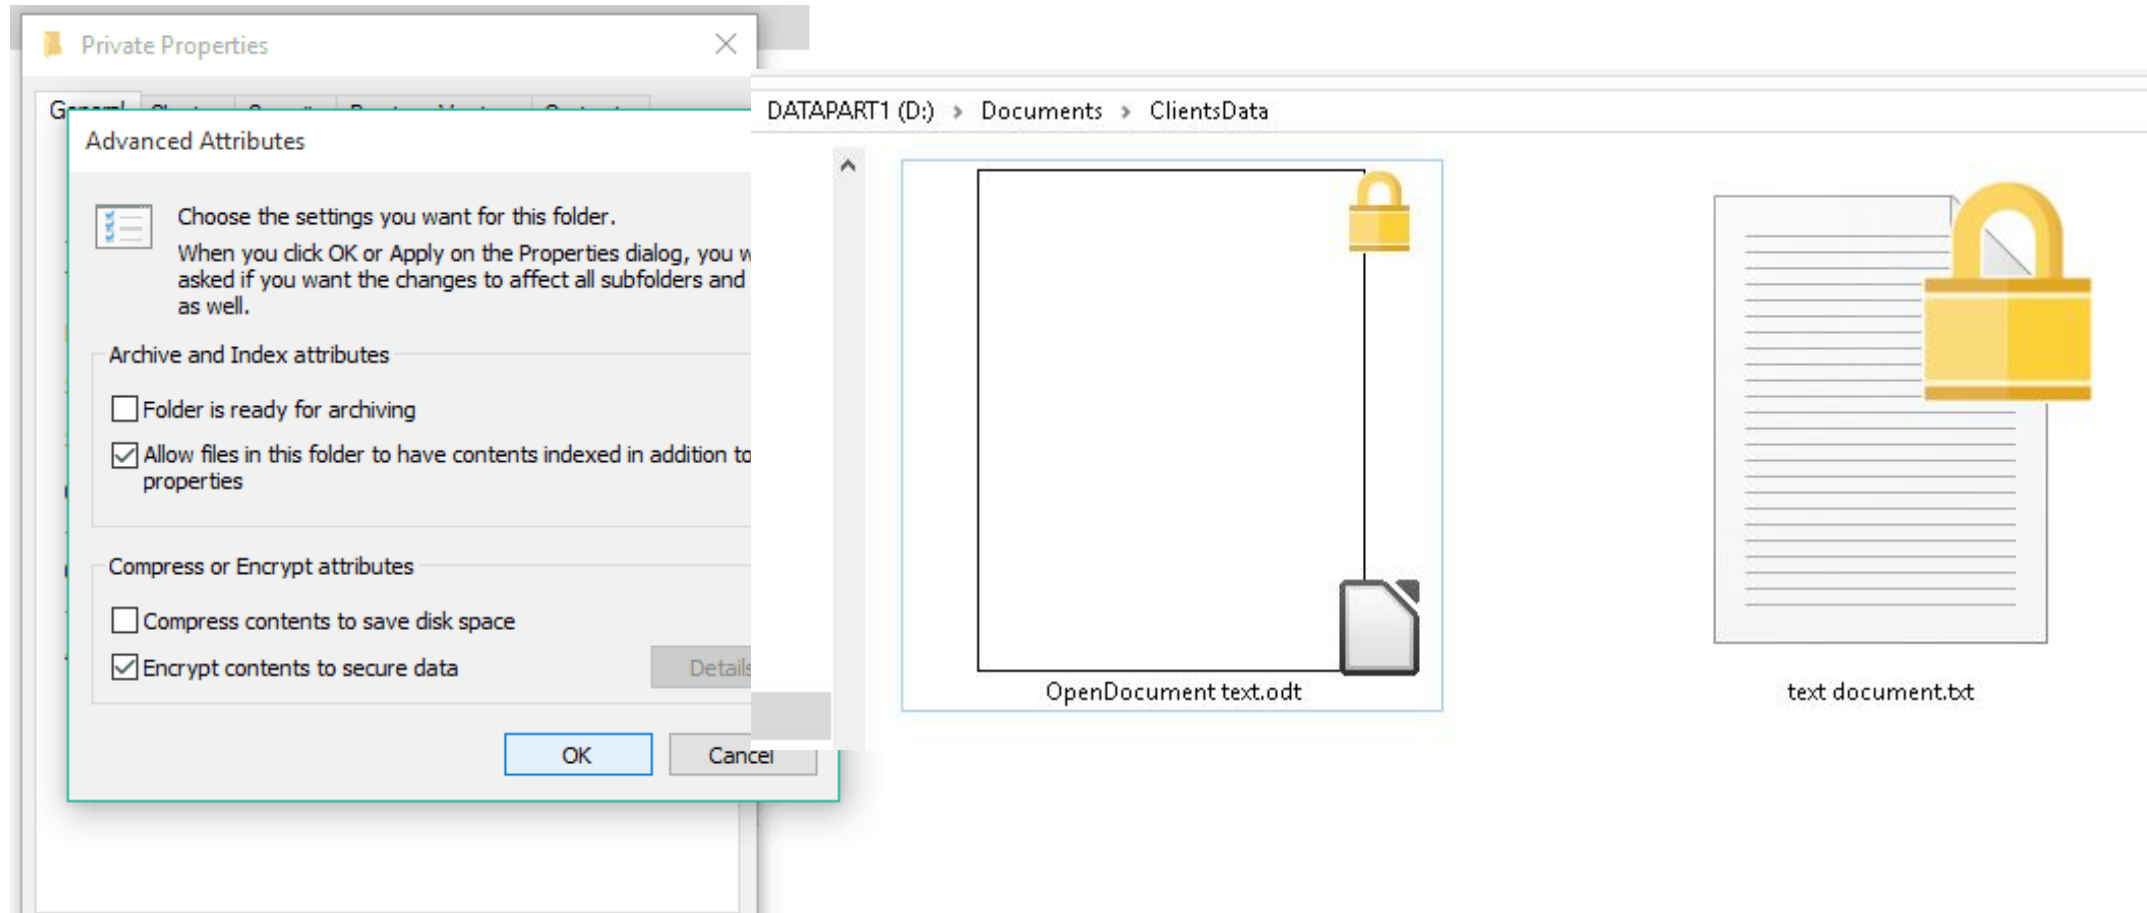 Private Properties
General
Advanced Attributes
Choose the settings you want for this folder.
When you click OK or Apply on the Properties dialog, you
asked if you want the changes to affect all subfolders and
as well.
Archive and Index attributes
Folder is ready for archiving
Allow files in this folder to have contents indexed in addition to
properties
Compress or Encrypt attributes
Compress contents to save disk space
Encrypt contents to secure data
Details
OK
Cancel
DATAPART1 (D:) > Documents > ClientsData
OpenDocument text.odt
text document.txt